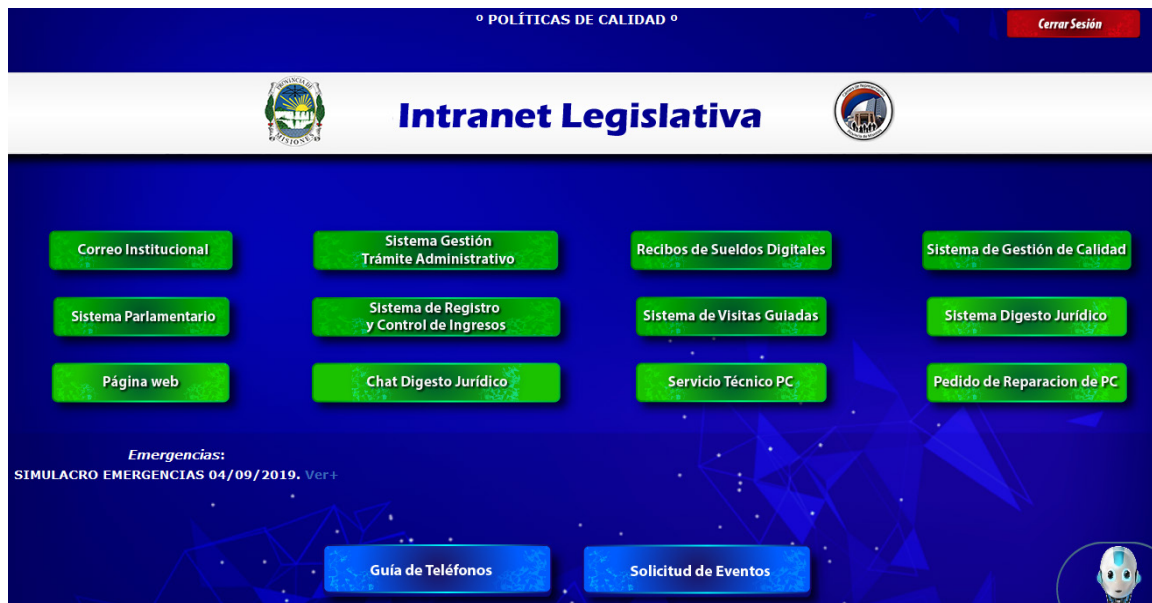 º POLÍTICAS DE CALIDAD º
Cerrar Sesión
PROVINCIA DE
MISIONES
Intranet Legislativa
Correo Institucional
Sistema Gestión
Trámite Administrativo
Recibos de Sueldos Digitales
Sistema de Gestión de Calidad
Sistema Parlamentario
Sistema de Registro
y Control de Ingresos
Sistema de Visitas Guiadas
Sistema Digesto Jurídico
Página web
Chat Digesto Jurídico
Servicio Técnico PC
Pedido de Reparacion de PC
Emergencias:
SIMULACRO EMERGENCIAS 04/09/2019. Ver+
Guía de Teléfonos
Solicitud de Eventos